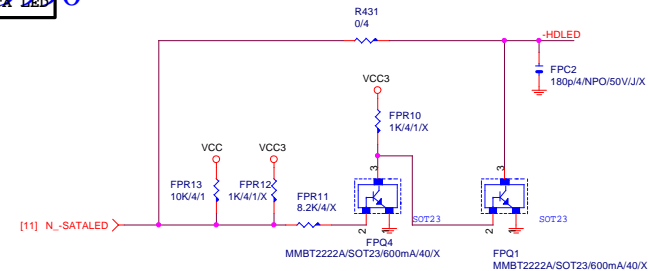 LED
R431
0/4
-HDLED
FPC2
180p/4/NPO/50V/J/X
VCC3
FPR10
1K/4/1/X
VCC
VCC3
FPR13
10K/4/1
FPR12
1K/4/1/X
FPR11
8.2K/4/X
3
3
SOT23
SOT23
[11] N_-SATALED
2
1
2
1
FPQ4
MMBT2222A/SOT23/600mA/40/X
FPQ1
MMBT2222A/SOT23/600mA/40/X